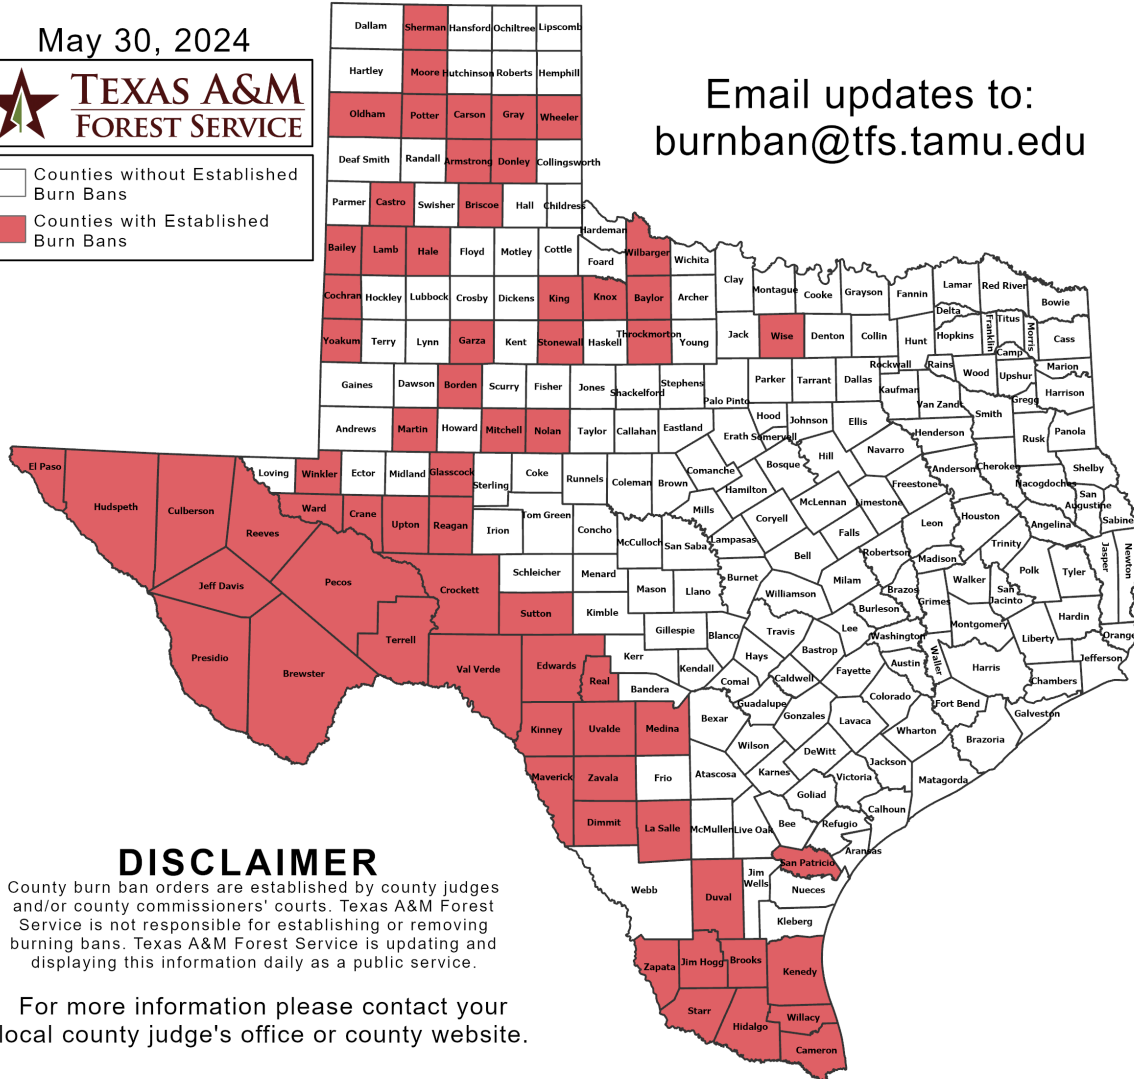 May 30, 2024
TEXAS A&M
FOREST SERVICE
Counties without Established
Burn Bans
Counties with Established
Burn Bans
Email updates to:
burnban@tfs.tamu.edu
Dallam Sherman Hansford Ochiltree Lipscomb
Hartley Moore Hutchinson Roberts Hemphill
Oldham Potter Carson Gray Wheeler
Deaf Smith Randall Armstrong Donley Collingsworth
Parmer Castro Swisher Briscoe Hall Childress
Hardeman
Bailey Lamb Hale Floyd Motley Cottle Foard Wilbarger Wichita
Clay Montague Cooke Grayson Fannin Lamar Red River Bowie
Cochran Hockley Lubbock Crosby Dickens King Knox Baylor Archer
Delta Titus Franklin Morris Cass
Yoakum Terry Lynn Garza Kent Stonewall Haskell Throckmorton Young Jack Wise Denton Collin Hunt Hopkins
Camp Rockwall Rains Wood Upshur Marion
Gaines Dawson Borden Scurry Fisher Jones Shackelford Stephens Palo Pinto Parker Tarrant Dallas Kaufman Van Zandt Smith Gregg Harrison
Andrews Martin Howard Mitchell Nolan Taylor Callahan Eastland Erath Hood Somervell Johnson Ellis Henderson Rusk Panola
El Paso Hudspeth Culberson Reeves Loving Winkler Ector Midland Glasscock Sterling Coke Runnels Coleman Brown Comanche Bosque Hill Navarro Anderson Cherokee Nacogdoches Shelby
Ward Crane Upton Reagan Irion Tom Green Concho McCulloch San Saba Mills Hamilton Lampasas Coryell McLennan Limestone Freestone Falls Leon Houston Angelina San
Augustine Sabine
Jeff Davis Pecos Crockett Schleicher Menard Mason Llano Burnet Bell Williamson Milam Robertson Brazos Madison Trinity Walker Polk Tyler Jasper Newton
Presidio Brewster Terrell Val Verde Sutton Kimble Gillespie Blanco Travis Burleson Lee Washington Grimes San
Jacinto Montgomery Liberty Hardin Orange
Edwards Real Kerr Kendall Bandera Hays Comal Bastrop Caldwell Fayette Austin Waller Harris Chambers Jefferson
Kinney Uvalde Medina Bexar Guadalupe Gonzales Lavaca Colorado Wharton Fort Bend Brazoria Galveston
Maverick Zavala Frio Atascosa Wilson Karnes DeWitt Victoria Jackson Matagorda
Dimmit La Salle McMullen Live Oak Bee Goliad Refugio Calhoun Aransas
Webb Duval Jim
Wells San Patricio Nueces
Kleberg
Zapata Jim Hogg Brooks Kenedy
Starr Hidalgo Willacy
Cameron
DISCLAIMER
County burn ban orders are established by county judges
and/or county commissioners' courts. Texas A&M Forest
Service is not responsible for establishing or removing
burning bans. Texas A&M Forest Service is updating and
displaying this information daily as a public service.
For more information please contact your
local county judge's office or county website.